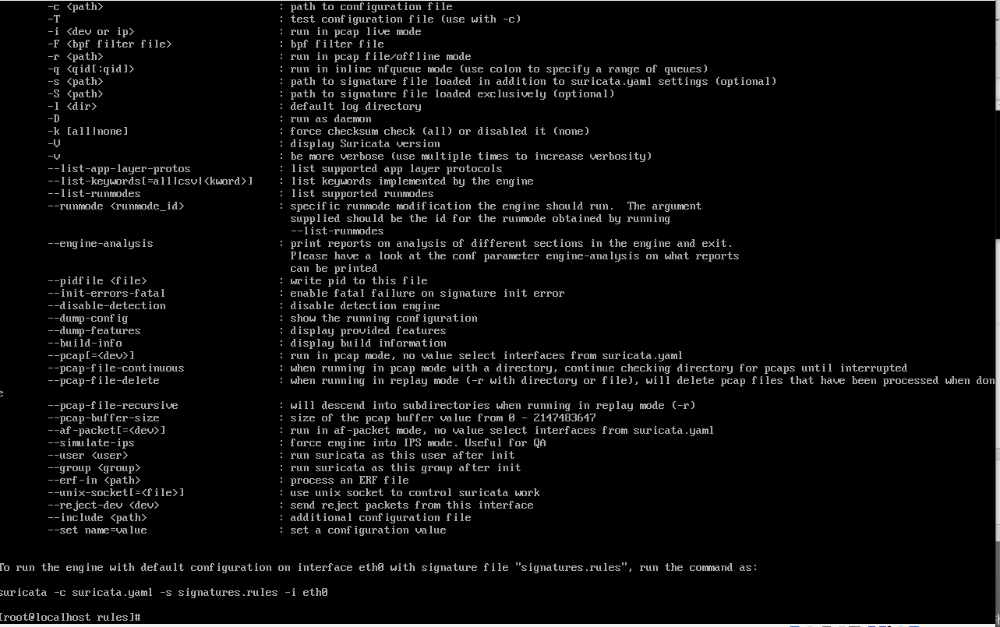 -c <path> : path to configuration file
-T : test configuration file (use with -c)
-i <dev or ip> : run in pcap live mode
-F <bpf filter file> : bpf filter file
-r <path> : run in pcap file/offline mode
-q <qid[:qid]> : run in inline nfqueue mode (use colon to specify a range of queues)
-s <path> : path to signature file loaded in addition to suricata.yaml settings (optional)
-S <path> : path to signature file loaded exclusively (optional)
-l <dir> : default log directory
-D : run as daemon
-k [all|none] : force checksum check (all) or disabled it (none)
-V : display Suricata version
-v : be more verbose (use multiple times to increase verbosity)
--list-app-layer-protos : list supported app layer protocols
--list-keywords[=all|csv|<kword>] : list keywords implemented by the engine
--list-runmodes : list supported runmodes
--runmode <runmode_id> : specific runmode modification the engine should run.  The argument
supplied should be the id for the runmode obtained by running
--list-runmodes
--engine-analysis : print reports on analysis of different sections in the engine and exit.
Please have a look at the conf parameter engine-analysis on what reports
can be printed
--pidfile <file> : write pid to this file
--init-errors-fatal : enable fatal failure on signature init error
--disable-detection : disable detection engine
--dump-config : show the running configuration
--dump-features : display provided features
--build-info : display build information
--pcap[=<dev>] : run in pcap mode, no value select interfaces from suricata.yaml
--pcap-file-continuous : when running in pcap mode with a directory, continue checking directory for pcaps until interrupted
--pcap-file-delete : when running in replay mode (-r with directory or file), will delete pcap files that have been processed when don
e
--pcap-file-recursive : will descend into subdirectories when running in replay mode (-r)
--pcap-buffer-size : size of the pcap buffer value from 0 - 2147483647
--af-packet[=<dev>] : run in af-packet mode, no value select interfaces from suricata.yaml
--simulate-ips : force engine into IPS mode. Useful for QA
--user <user> : run suricata as this user after init
--group <group> : run suricata as this group after init
--erf-in <path> : process an ERF file
--unix-socket[=<file>] : use unix socket to control suricata work
--reject-dev <dev> : send reject packets from this interface
--include <path> : additional configuration file
--set name=value : set a configuration value
To run the engine with default configuration on interface eth0 with signature file "signatures.rules", run the command as:
suricata -c suricata.yaml -s signatures.rules -i eth0
[root@localhost rules]#